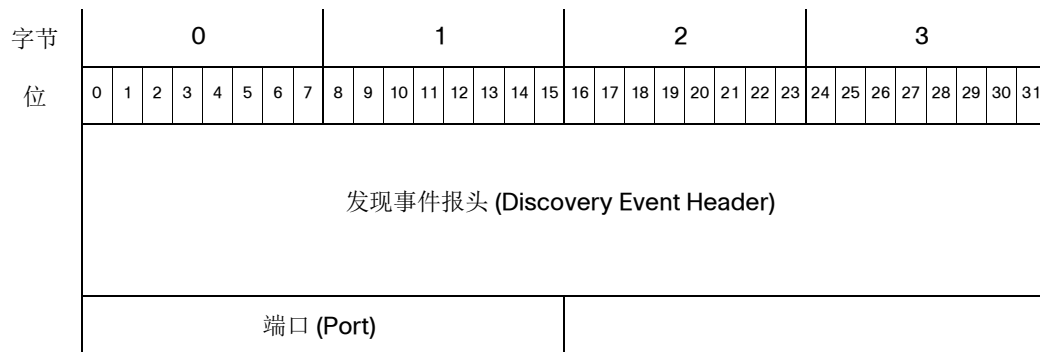 字节 0 1 2 3
位 0 1 2 3 4 5 6 7 8 9 10 11 12 13 14 15 16 17 18 19 20 21 22 23 24 25 26 27 28 29 30 31
发现事件报头 (Discovery Event Header)
端口 (Port)